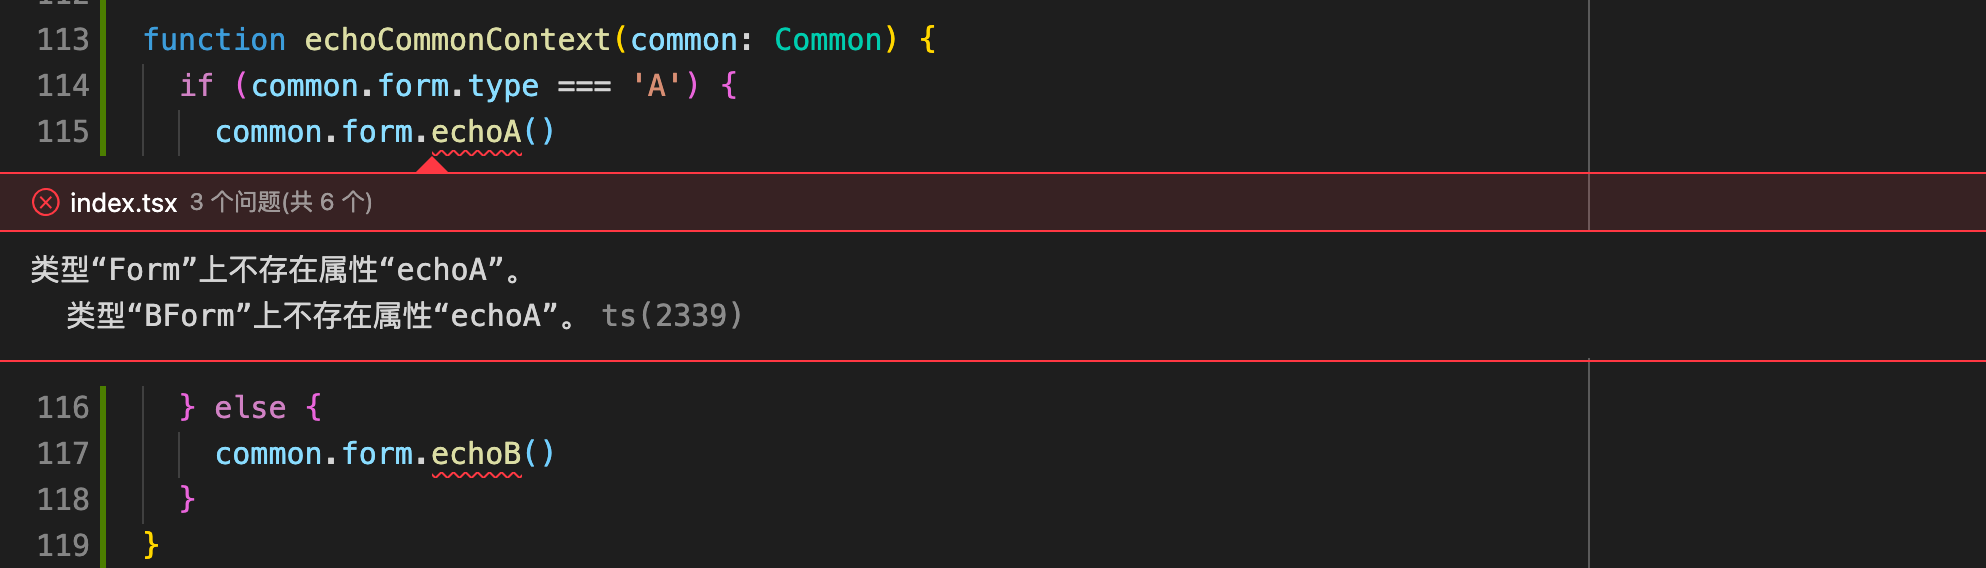 113 function echoCommonContext(common: Common) {
114 if (common.form.type === 'A') {
115 common.form.echoA()
index.tsx 3 个问题(共 6 个)
类型“Form”上不存在属性“echoA”。
类型“BForm”上不存在属性“echoA”。 ts(2339)
116 } else {
117 common.form.echoB()
118 }
119 }